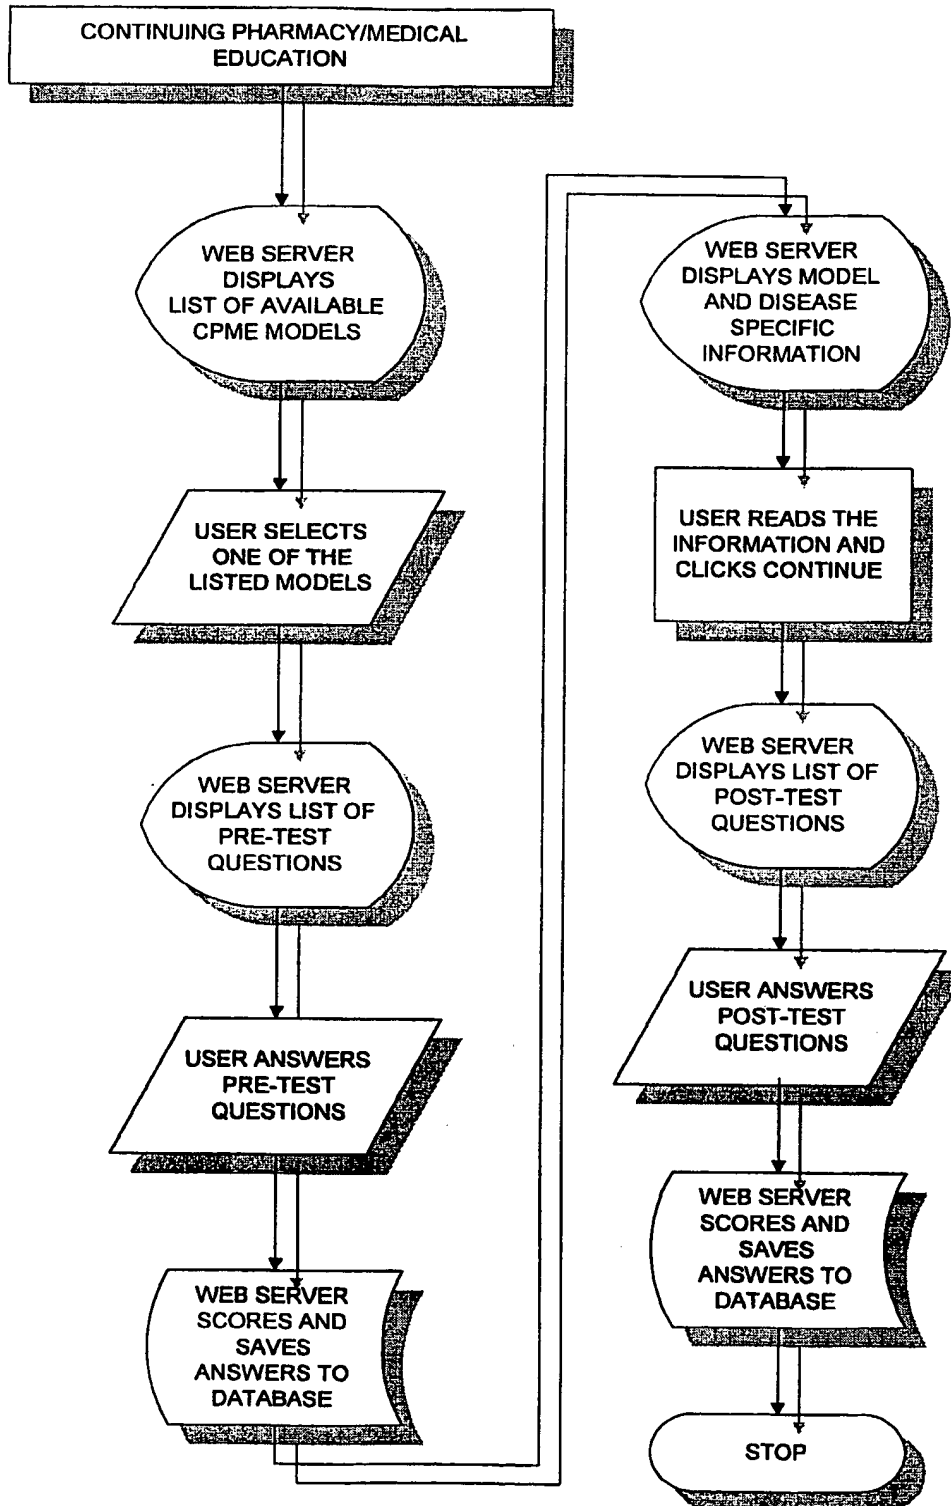 CONTINUING PHARMACY/MEDICAL
EDUCATION
WEB SERVER
DISPLAYS
LIST OF AVAILABLE
CPME MODELS
USER SELECTS
ONE OF THE
LISTED MODELS
WEB SERVER
DISPLAYS LIST OF
PRE-TEST
QUESTIONS
USER ANSWERS
PRE-TEST
QUESTIONS
WEB SERVER
SCORES AND
SAVES
ANSWERS TO
DATABASE
WEB SERVER
DISPLAYS MODEL
AND DISEASE
SPECIFIC
INFORMATION
USER READS THE
INFORMATION AND
CLICKS CONTINUE
WEB SERVER
DISPLAYS LIST OF
POST-TEST
QUESTIONS
USER ANSWERS
POST-TEST
QUESTIONS
WEB SERVER
SCORES AND
SAVES
ANSWERS TO
DATABASE
STOP